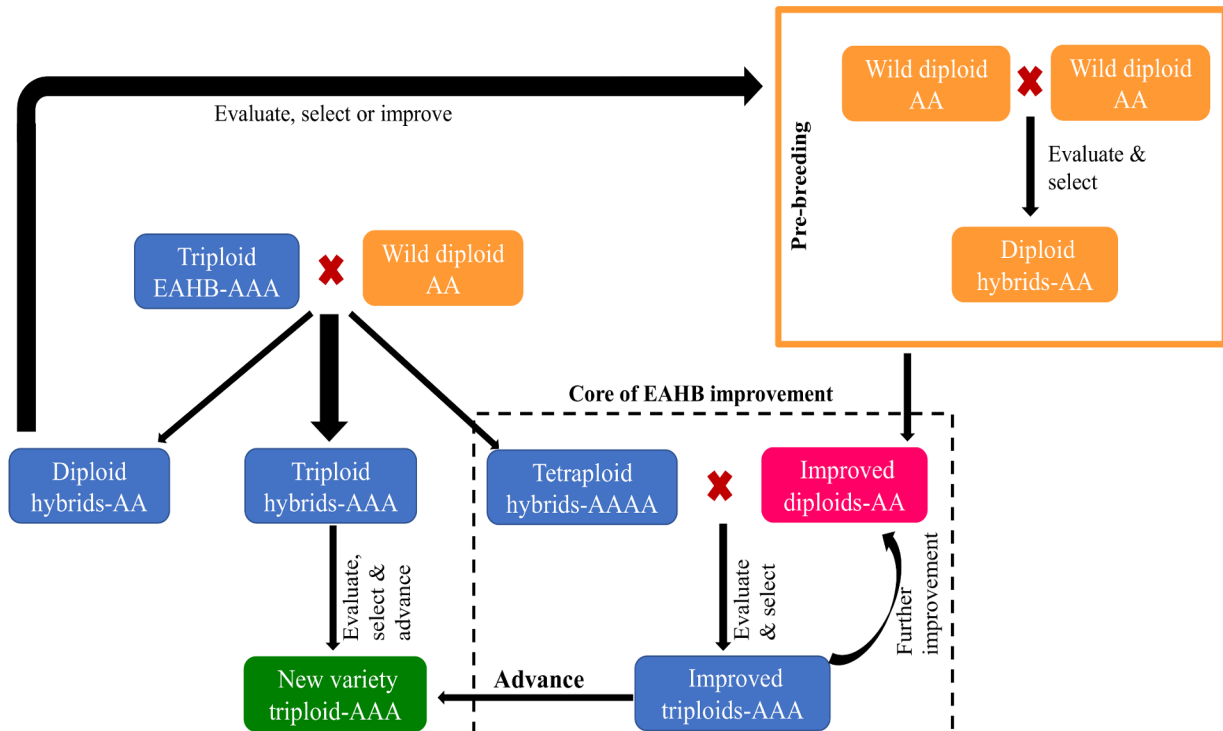 Wild diploid
AA
Wild diploid
AA
Evaluate, select or improve
Pre-breeding
Evaluate &
select
Diploid
hybrids-AA
Triploid
EAHB-AAA
Wild diploid
AA
Core of EAHB improvement
Diploid
hybrids-AA
Triploid
hybrids-AAA
Tetraploid
hybrids-AAAA
Improved
diploids-AA
Evaluate,
select &
advance
Evaluate
& select
Further
improvement
New variety
triploid-AAA
Advance
Improved
triploids-AAA